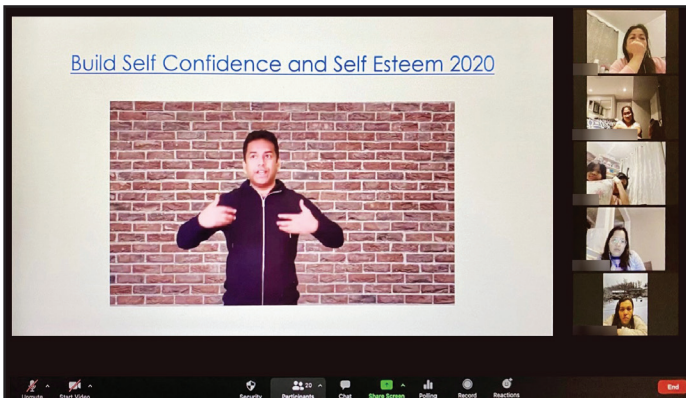 Build Self Confidence and Self Esteem 2020
Unmute
Start Video
Security
20
Participants
Chat
Share Screen
Polling
Record
Reactions
End